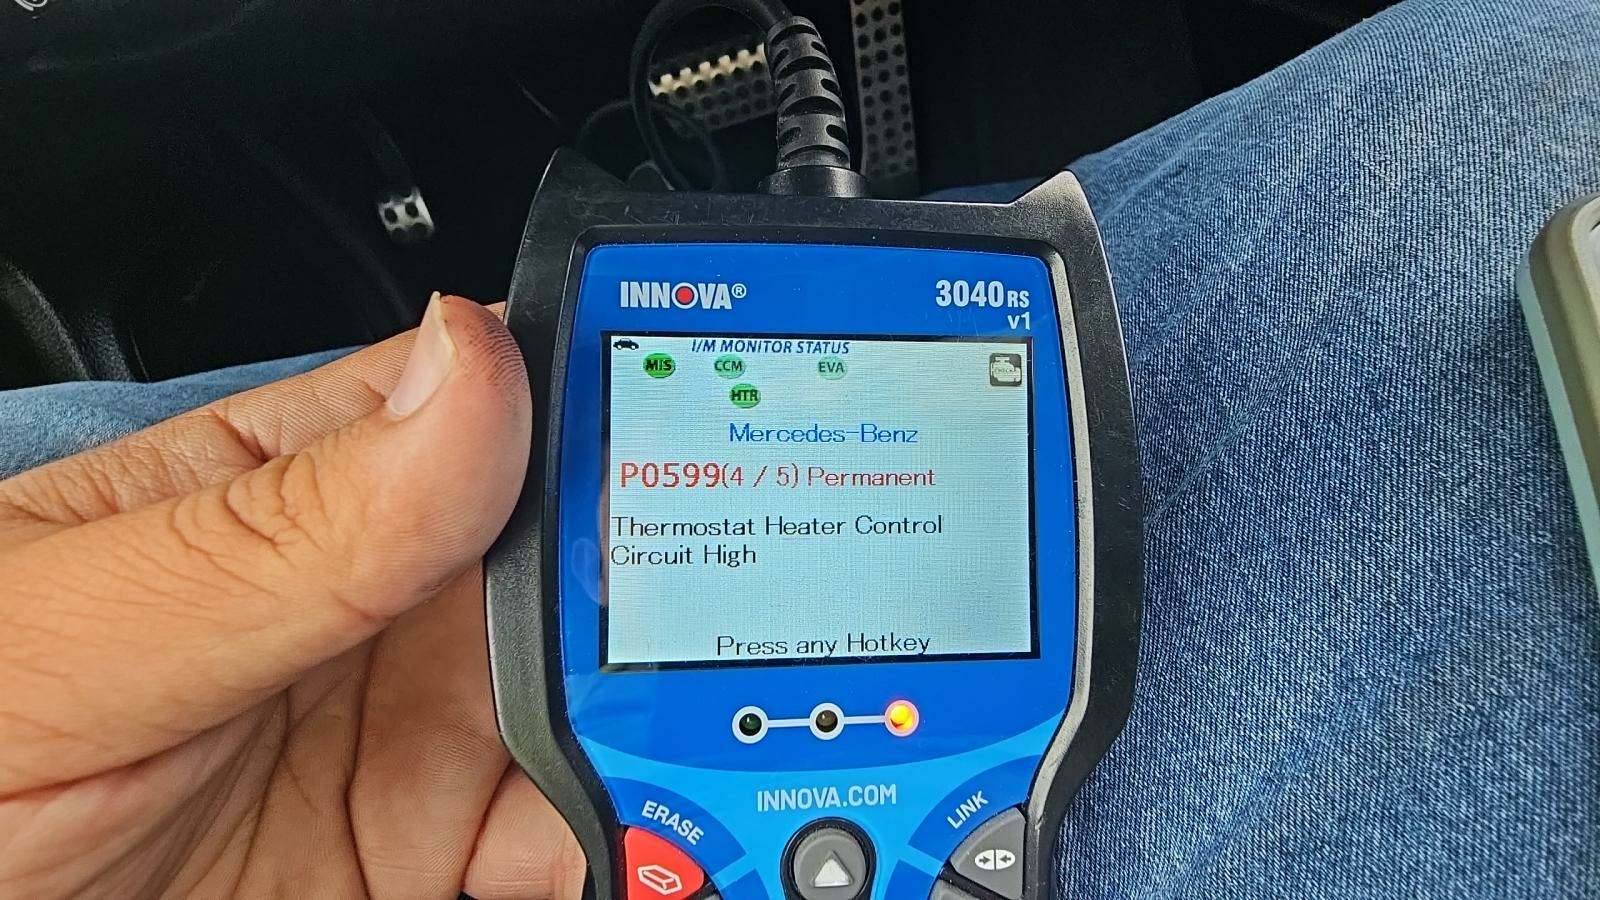 INNOVA®
3040RS
v1
I/M MONITOR STATUS
MIS CCM EVA
HTR
CHECK
Mercedes-Benz
P0599(4 / 5) Permanent
Thermostat Heater Control
Circuit High
Press any Hotkey
INNOVA.COM
ERASE
LINK